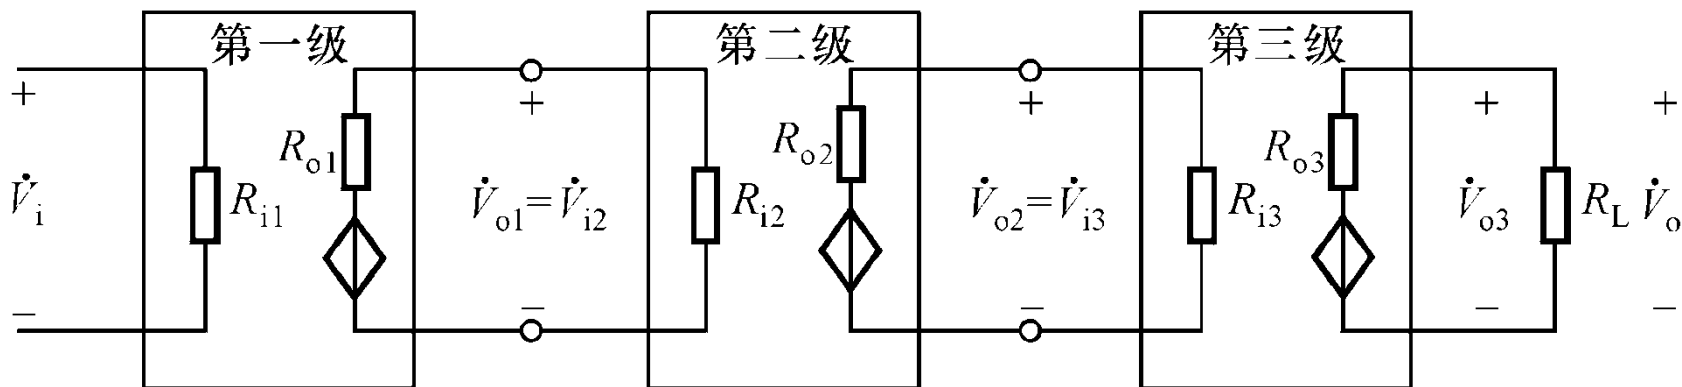 第一级 第二级 第三级
+ + + + +
R_o1 R_o2 R_o3
V̇_i R_i1 V̇_o1=V̇_i2 R_i2 V̇_o2=V̇_i3 R_i3 V̇_o3 R_L V̇_o
− − − − −